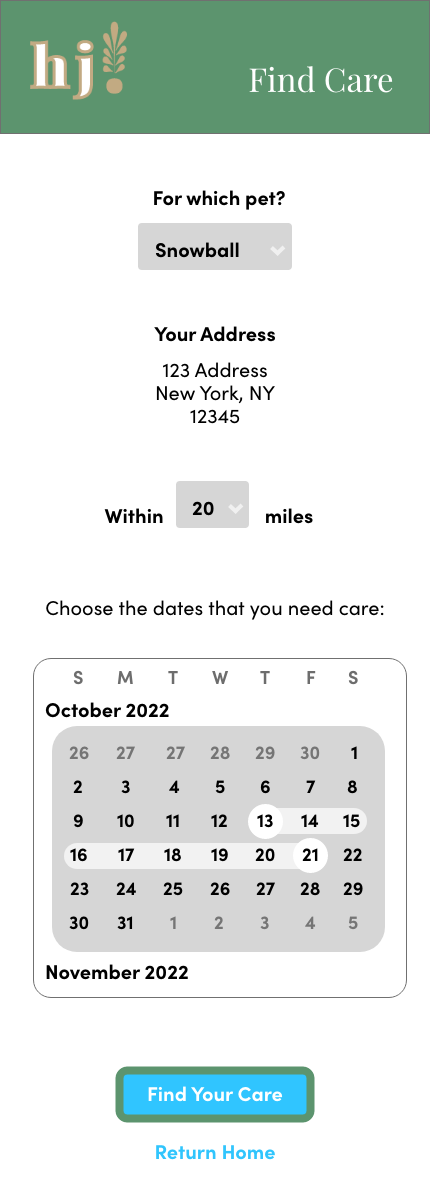 hj!
Find Care
For which pet?
Snowball
Your Address
123 Address
New York, NY
12345
Within 20 miles
Choose the dates that you need care:
S M T W T F S
October 2022
26 27 27 28 29 30 1
2 3 4 5 6 7 8
9 10 11 12 13 14 15
16 17 18 19 20 21 22
23 24 25 26 27 28 29
30 31 1 2 3 4 5
November 2022
Find Your Care
Return Home